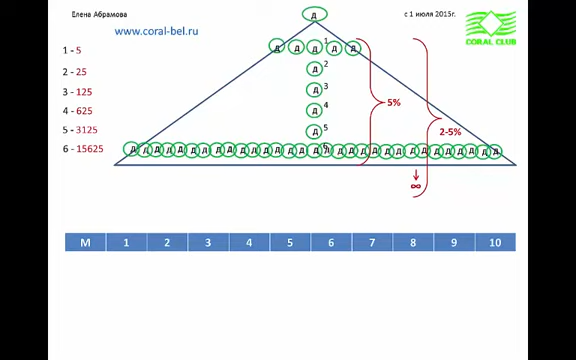 Елена Абрамова
с 1 июля 2015г.
www.coral-bel.ru
CORAL CLUB
д
1 - 5
д д д 1 д д
2 - 25
д 2
3 - 125
д 3
5%
4 - 625
д 4
2-5%
5 - 3125
д 5
6 - 15625
д д д д д д д д д д д д д д д д 6 д д д д д д д д д д д д д д
∞
М 1 2 3 4 5 6 7 8 9 10